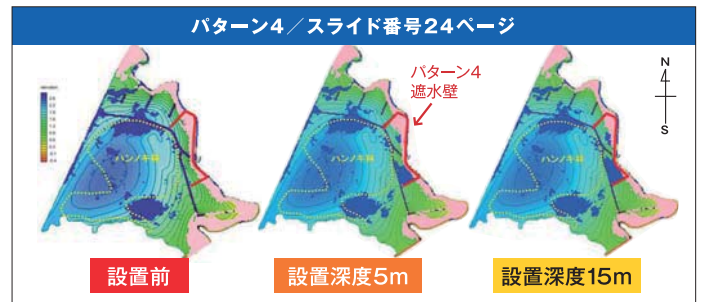 パターン4／スライド番号24ページ
パターン4
遮水壁
N
S
ハンノキ林
ハンノキ林
ハンノキ林
設置前
設置深度5m
設置深度15m